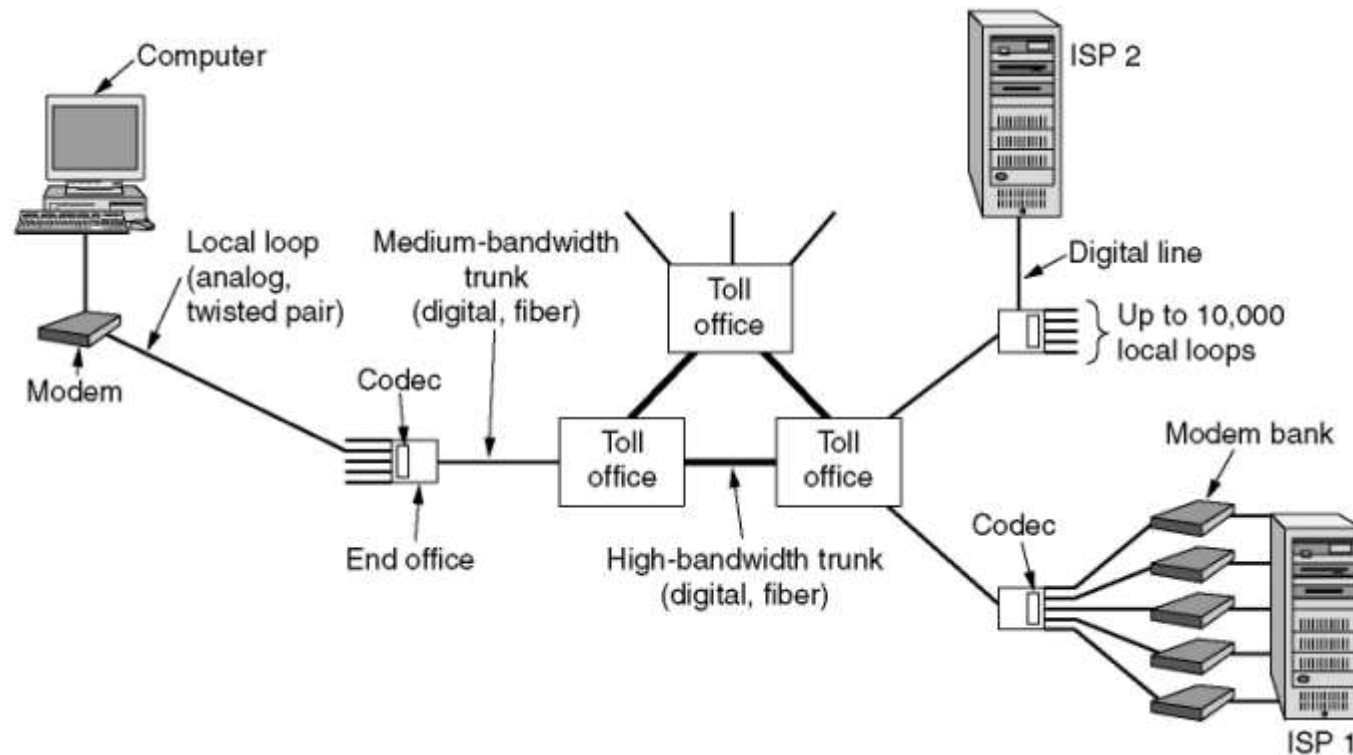 Computer
ISP 2
Local loop
(analog,
twisted pair)
Medium-bandwidth
trunk
(digital, fiber)
Digital line
Toll
office
Up to 10,000
local loops
Modem
Codec
Toll
office
Toll
office
Modem bank
End office
High-bandwidth trunk
(digital, fiber)
Codec
ISP 1